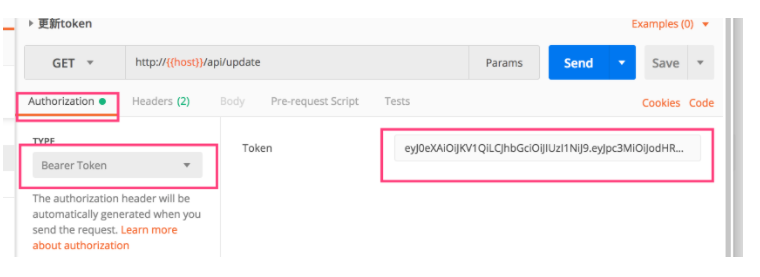 更新token
Examples (0)
GET
http://{{host}}/api/update
Params
Send
Save
Authorization
Headers (2)
Body
Pre-request Script
Tests
Cookies
Code
TYPE
Bearer Token
Token
eyJ0eXAiOiJKV1QiLCJhbGciOiJIUzI1NiJ9.eyJpc3MiOiJodHR...
The authorization header will be
automatically generated when you
send the request. Learn more
about authorization